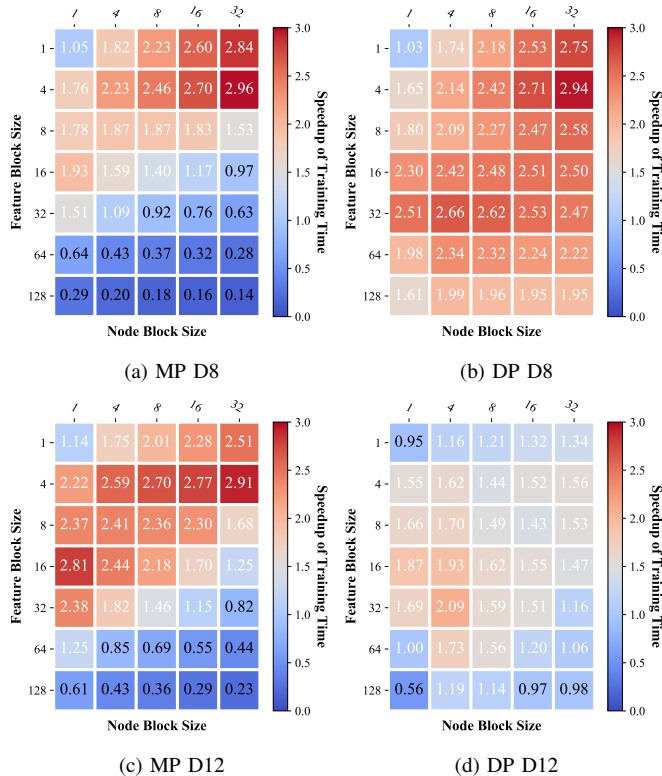 1 4 8 16 32
1 1.05 1.82 2.23 2.60 2.84
4 1.76 2.23 2.46 2.70 2.96
8 1.78 1.87 1.87 1.83 1.53
16 1.93 1.59 1.40 1.17 0.97
32 1.51 1.09 0.92 0.76 0.63
64 0.64 0.43 0.37 0.32 0.28
128 0.29 0.20 0.18 0.16 0.14
Feature Block Size
Node Block Size
3.0
2.5
2.0
1.5
1.0
0.5
0.0
Speedup of Training Time
(a) MP D8
1 4 8 16 32
1 1.03 1.74 2.18 2.53 2.75
4 1.65 2.14 2.42 2.71 2.94
8 1.80 2.09 2.27 2.47 2.58
16 2.30 2.42 2.48 2.51 2.50
32 2.51 2.66 2.62 2.53 2.47
64 1.98 2.34 2.32 2.24 2.22
128 1.61 1.99 1.96 1.95 1.95
Feature Block Size
Node Block Size
3.0
2.5
2.0
1.5
1.0
0.5
0.0
Speedup of Training Time
(b) DP D8
1 4 8 16 32
1 1.14 1.75 2.01 2.28 2.51
4 2.22 2.59 2.70 2.77 2.91
8 2.37 2.41 2.36 2.30 1.68
16 2.81 2.44 2.18 1.70 1.25
32 2.38 1.82 1.46 1.15 0.82
64 1.25 0.85 0.69 0.55 0.44
128 0.61 0.43 0.36 0.29 0.23
Feature Block Size
Node Block Size
3.0
2.5
2.0
1.5
1.0
0.5
0.0
Speedup of Training Time
(c) MP D12
1 4 8 16 32
1 0.95 1.16 1.21 1.32 1.34
4 1.55 1.62 1.44 1.52 1.56
8 1.66 1.70 1.49 1.43 1.53
16 1.87 1.93 1.62 1.55 1.47
32 1.69 2.09 1.59 1.51 1.16
64 1.00 1.73 1.56 1.20 1.06
128 0.56 1.19 1.14 0.97 0.98
Feature Block Size
Node Block Size
3.0
2.5
2.0
1.5
1.0
0.5
0.0
Speedup of Training Time
(d) DP D12